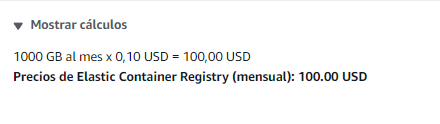 Mostrar cálculos
1000 GB al mes x 0,10 USD = 100,00 USD
Precios de Elastic Container Registry (mensual): 100.00 USD